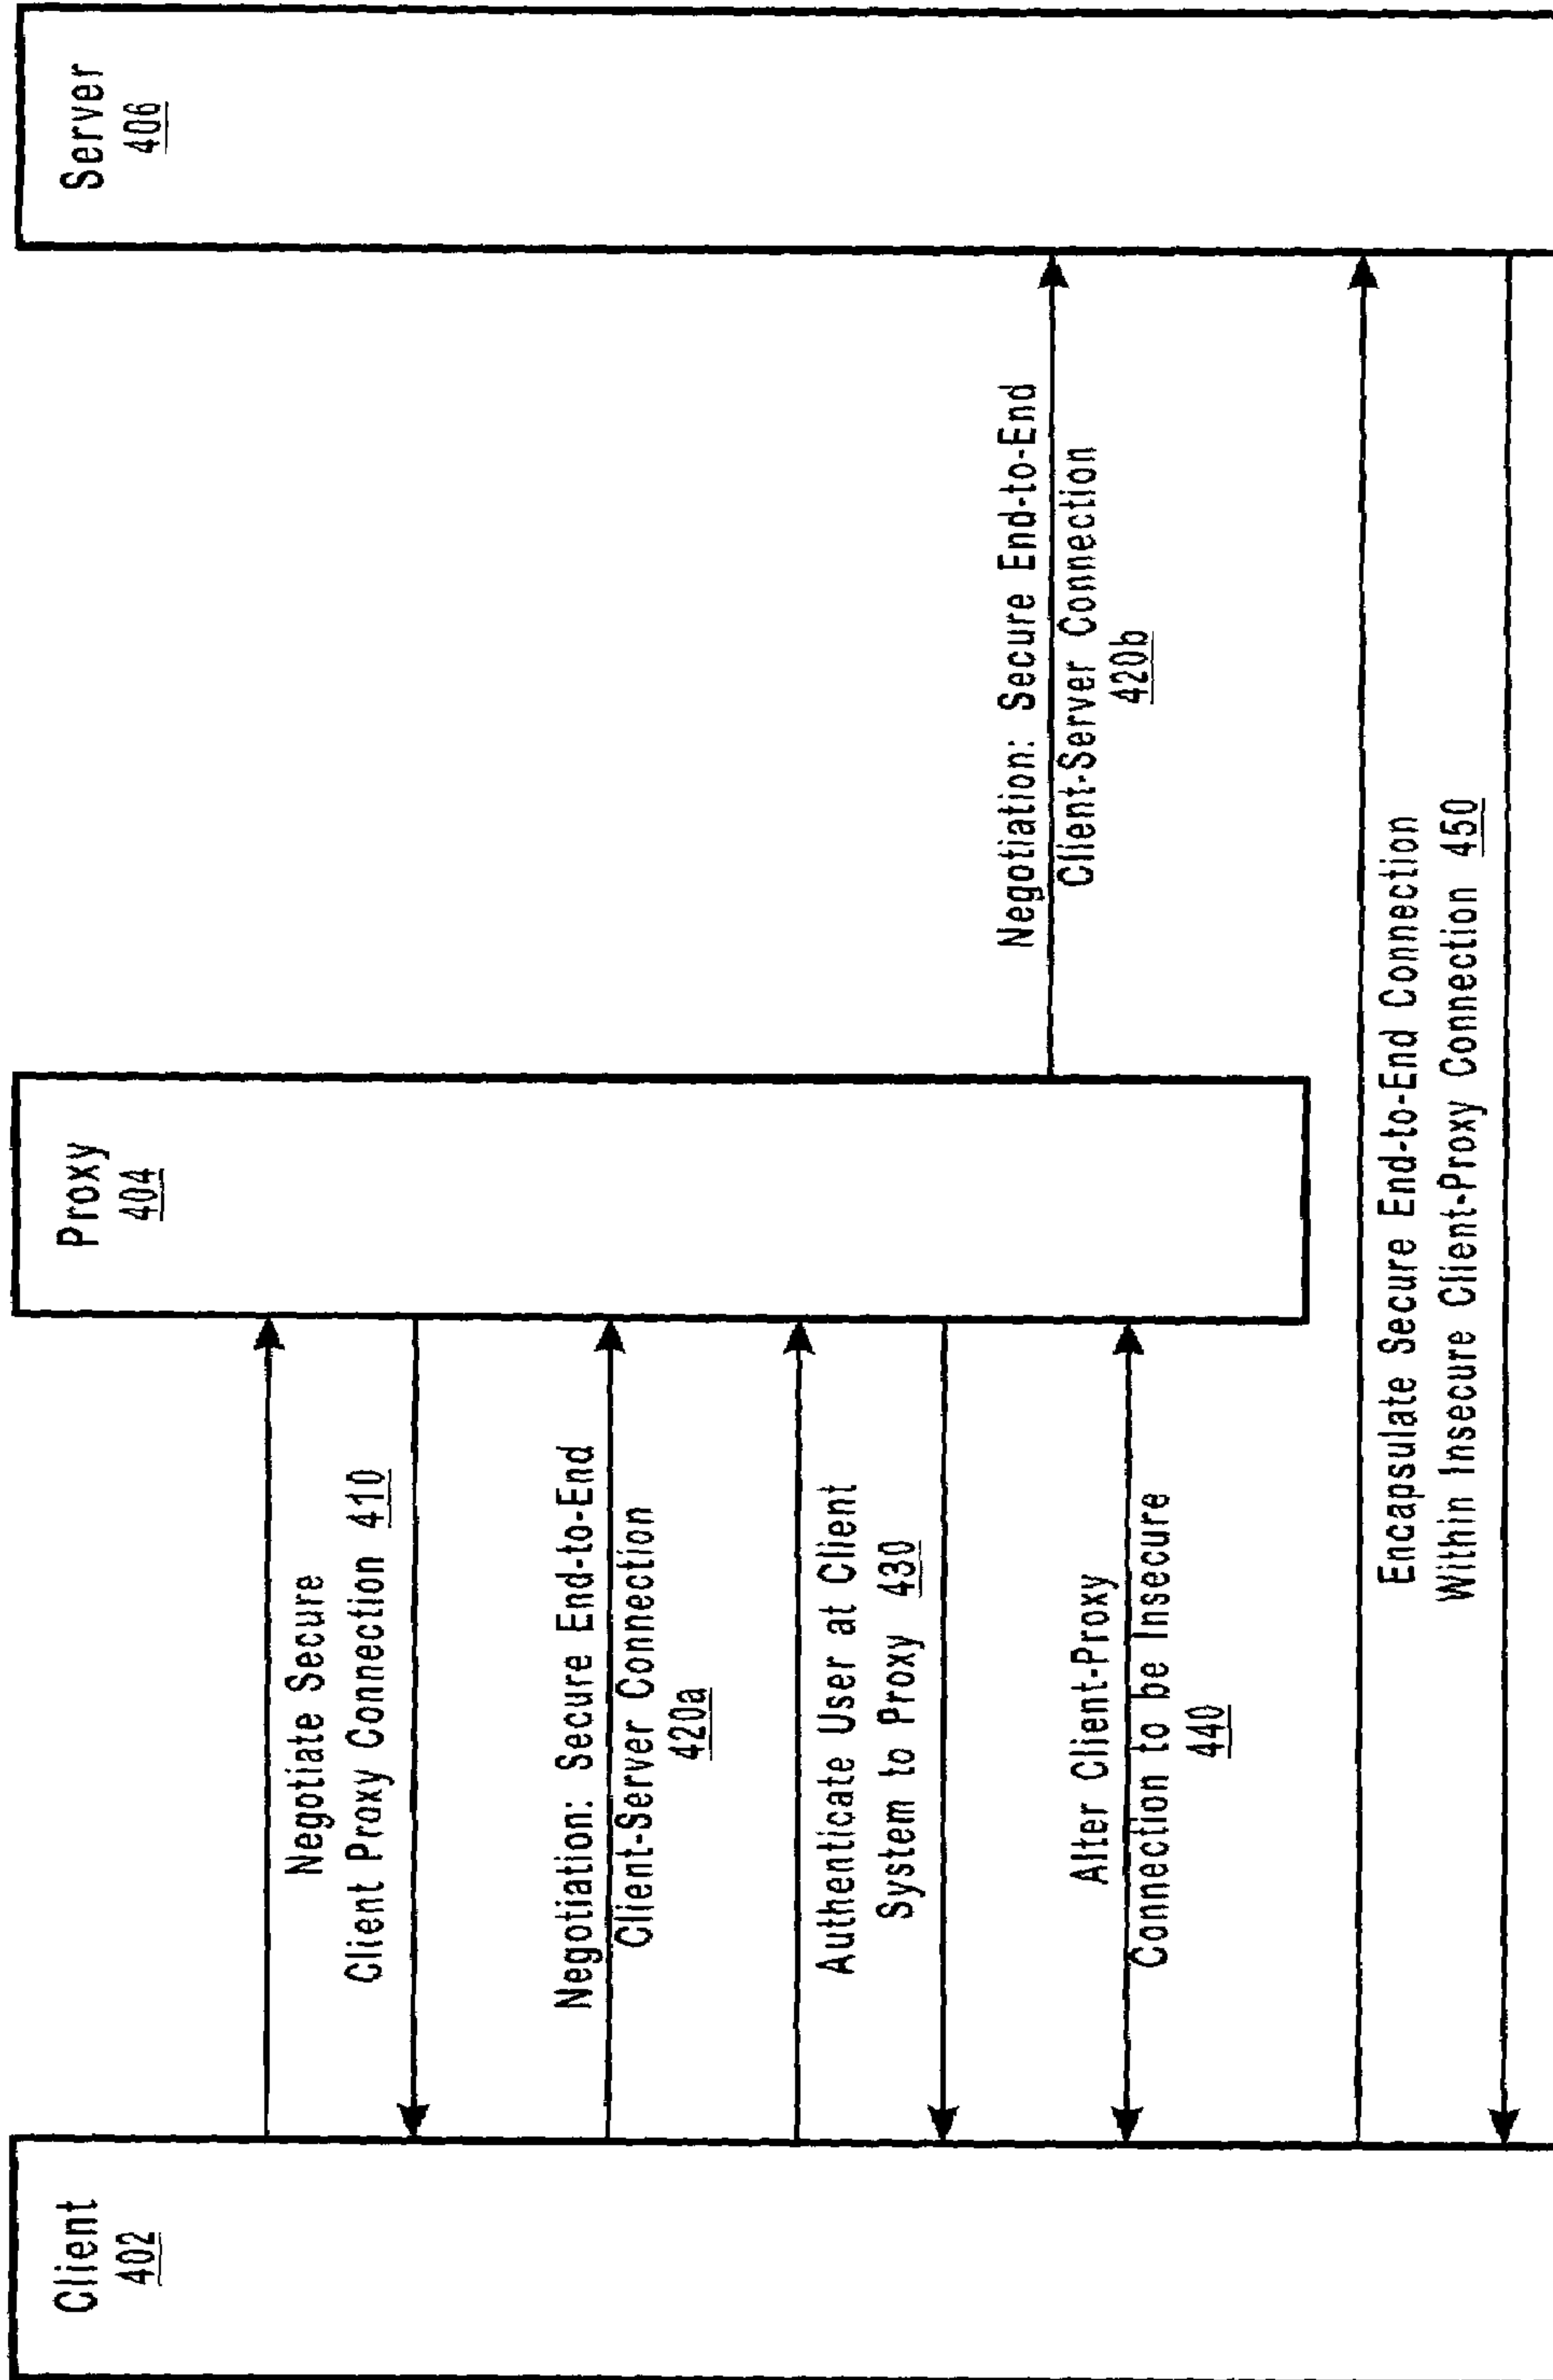 Client
402
Proxy
404
Server
406
Negotiate Secure
Client Proxy Connection 410
Negotiation: Secure End-to-End
Client-Server Connection
420a
Authenticate User at Client
System to Proxy 430
Negotiation: Secure End-to-End
Client-Server Connection
420b
Alter Client-Proxy
Connection to be Insecure
440
Encapsulate Secure End-to-End Connection
Within Insecure Client-Proxy Connection 450